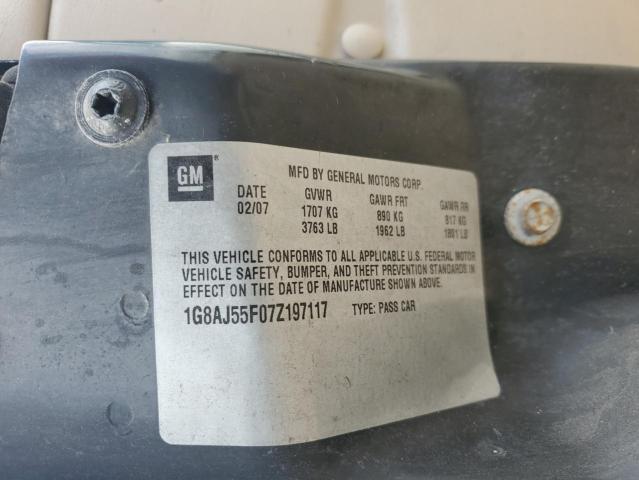 GM®
MFD BY GENERAL MOTORS CORP.
DATE GVWR GAWR FRT GAWR RR
02/07 1707 KG 890 KG 817 KG
3763 LB 1962 LB 1801 LB
THIS VEHICLE CONFORMS TO ALL APPLICABLE U.S. FEDERAL MOTOR
VEHICLE SAFETY, BUMPER, AND THEFT PREVENTION STANDARDS IN
EFFECT ON THE DATE OF MANUFACTURE SHOWN ABOVE.
1G8AJ55F07Z197117 TYPE: PASS CAR